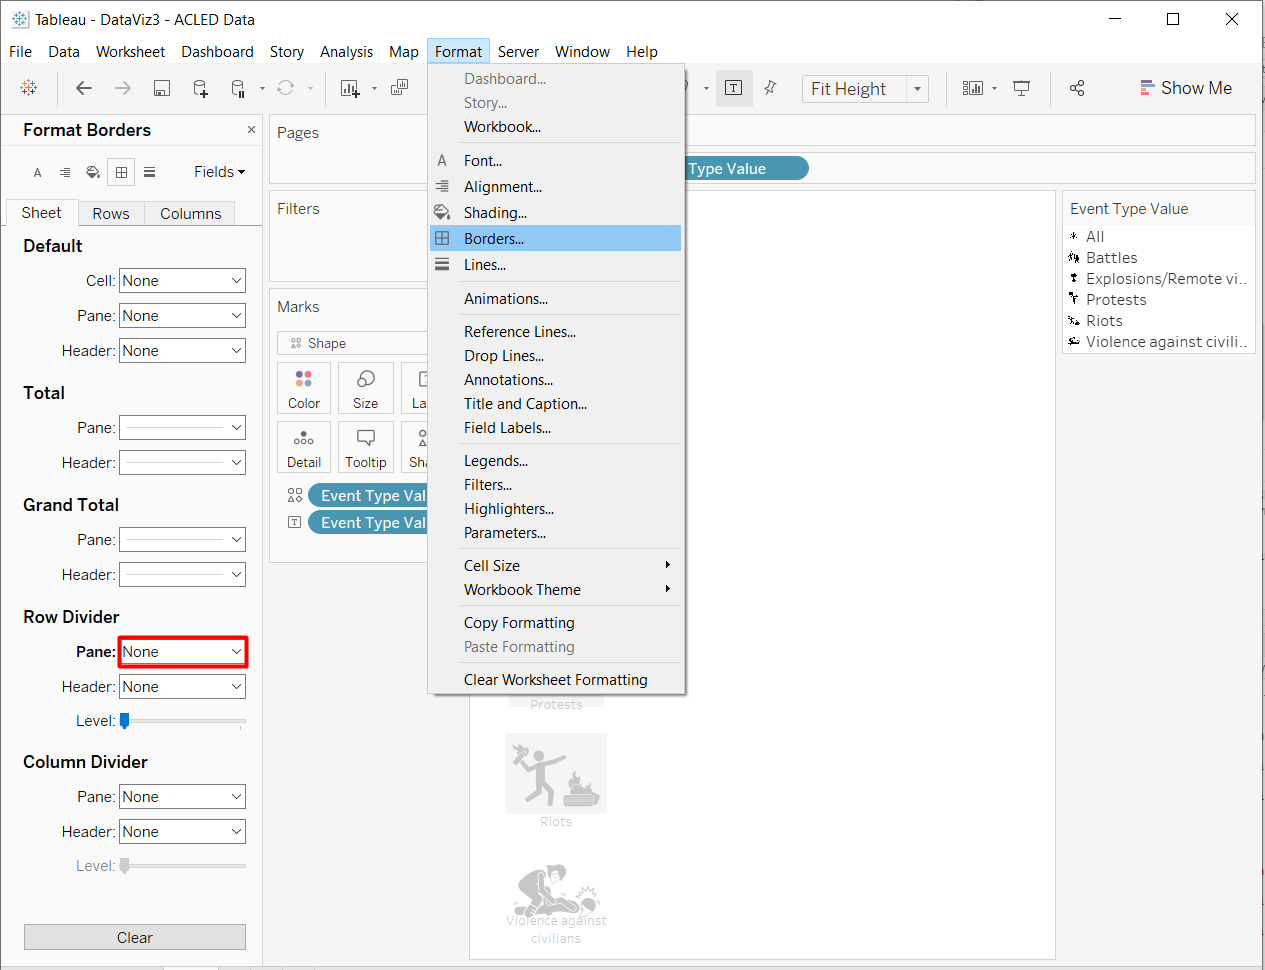 Tableau - DataViz3 - ACLED Data
File Data Worksheet Dashboard Story Analysis Map Format Server Window Help
Fit Height
Show Me
Format Borders
Fields
Sheet Rows Columns
Default
Cell: None
Pane: None
Header: None
Total
Pane:
Header:
Grand Total
Pane:
Header:
Row Divider
Pane: None
Header: None
Level:
Column Divider
Pane: None
Header: None
Level:
Clear
Pages
Filters
Marks
Shape
Color Size La
Detail Tooltip Sha
Event Type Val
T Event Type Val
Dashboard...
Story...
Workbook...
A Font...
Alignment...
Shading...
Borders...
Lines...
Animations...
Reference Lines...
Drop Lines...
Annotations...
Title and Caption...
Field Labels...
Legends...
Filters...
Highlighters...
Parameters...
Cell Size
Workbook Theme
Copy Formatting
Paste Formatting
Clear Worksheet Formatting
Type Value
Protests
Riots
Violence against
civilians
Event Type Value
All
Battles
Explosions/Remote vi..
Protests
Riots
Violence against civili..